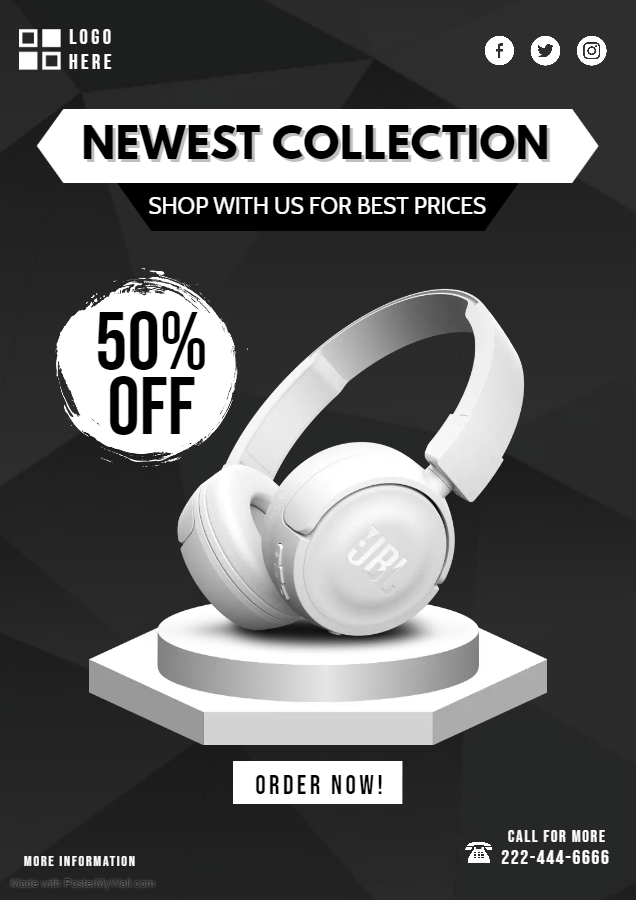 LOGO
HERE
NEWEST COLLECTION
SHOP WITH US FOR BEST PRICES
50%
OFF
JBL
ORDER NOW!
CALL FOR MORE
222-444-6666
MORE INFORMATION
Made with PosterMyWall.com